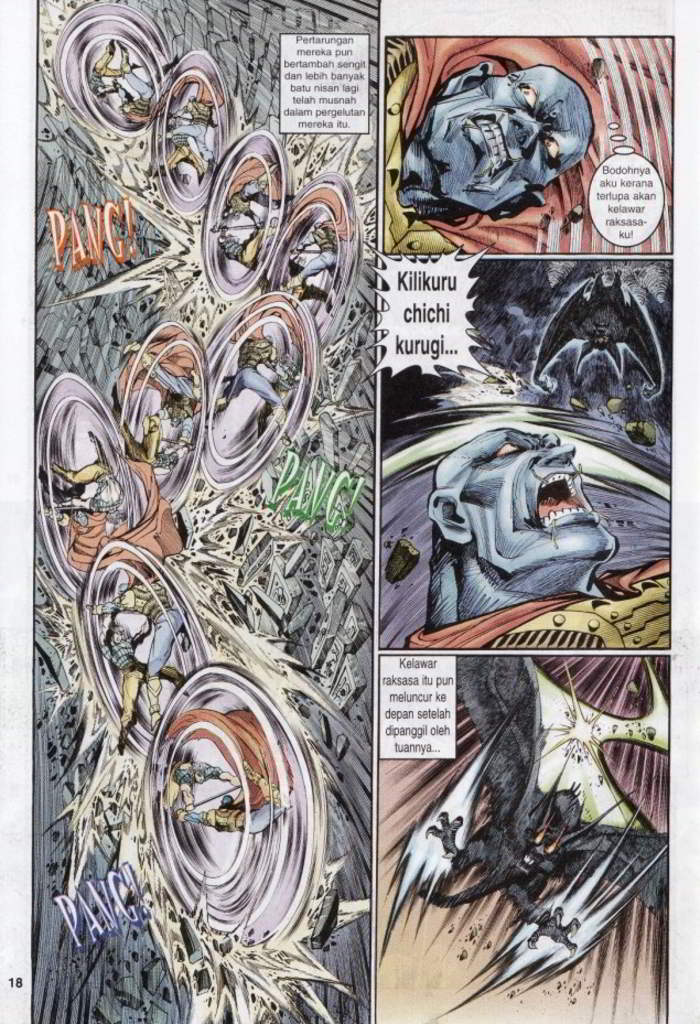 Pertarungan
mereka pun
bertambah sengit
dan lebih banyak
batu nisan lagi
telah musnah
dalam pergelutan
mereka itu.
PANG!
PANG!
PANG!
Bodohnya
aku kerana
terlupa akan
kelawar
raksasa-
ku!
Kilikuru
chichi
kurugi...
Kelawar
raksasa itu pun
meluncur ke
depan setelah
dipanggil oleh
tuannya...
18